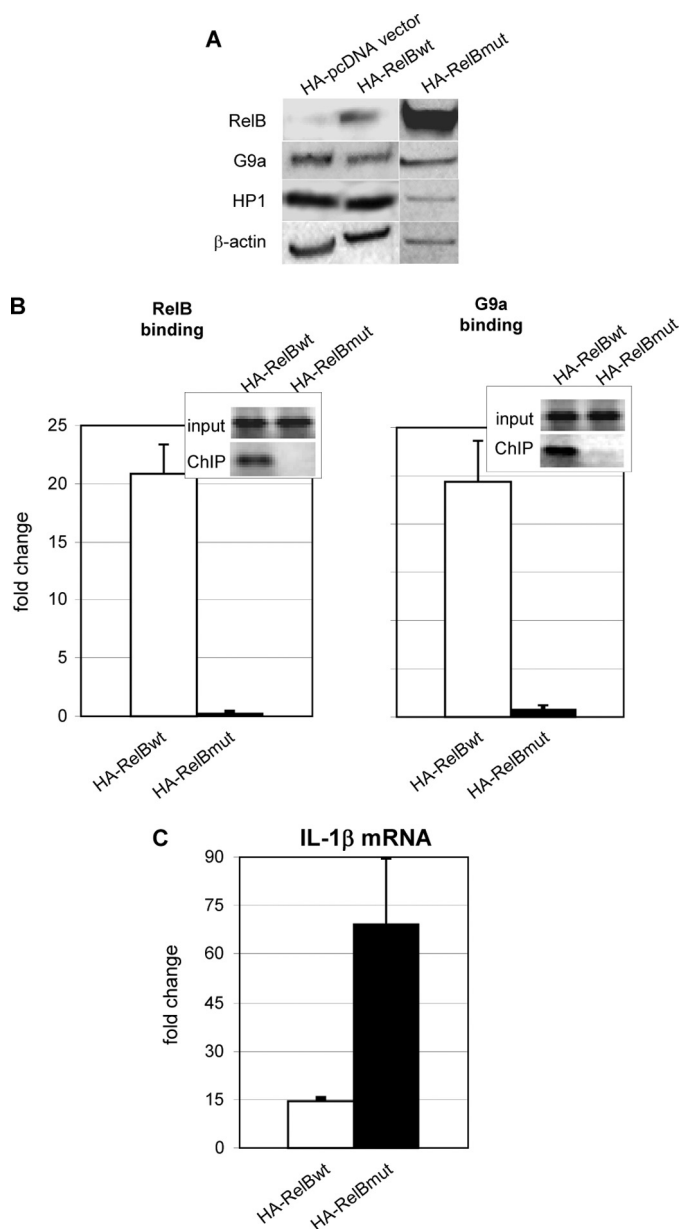 A
HA-pcDNA vector
HA-RelBwt
HA-RelBmut
RelB
G9a
HP1
β-actin
B
RelB
binding
HA-RelBwt
HA-RelBmut
input
ChIP
25
20
15
10
5
0
fold change
HA-RelBwt
HA-RelBmut
G9a
binding
HA-RelBwt
HA-RelBmut
input
ChIP
HA-RelBwt
HA-RelBmut
C
IL-1β mRNA
90
75
60
45
30
15
0
fold change
HA-RelBwt
HA-RelBmut